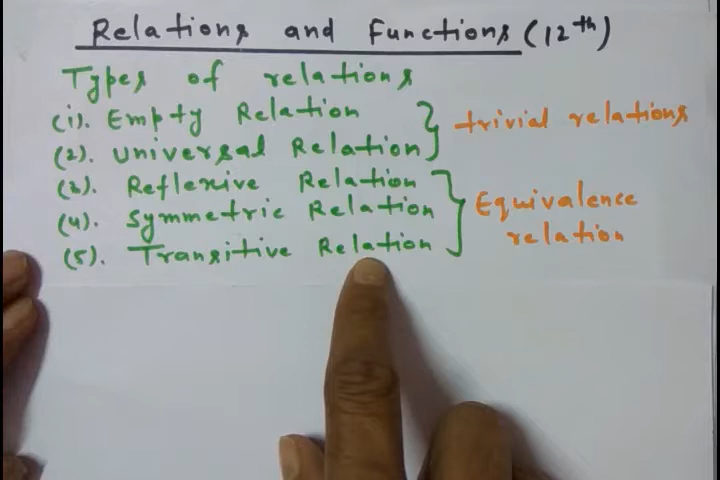 Relations and Functions (12th)
Types of relations
(i). Empty Relation
(2). Universal Relation
trivial relations
(3). Reflexive Relation
(4). Symmetric Relation
(5). Transitive Relation
Equivalence
relation